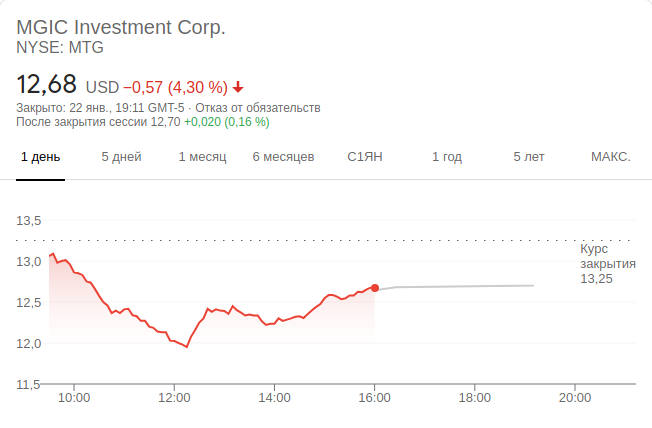 MGIC Investment Corp.
NYSE: MTG
12,68 USD −0,57 (4,30 %)
Закрыто: 22 янв., 19:11 GMT-5 · Отказ от обязательств
После закрытия сессии 12,70 +0,020 (0,16 %)
1 день 5 дней 1 месяц 6 месяцев С1ЯН 1 год 5 лет МАКС.
13,5
Курс
закрытия
13,25
13,0
12,5
12,0
11,5
10:00 12:00 14:00 16:00 18:00 20:00